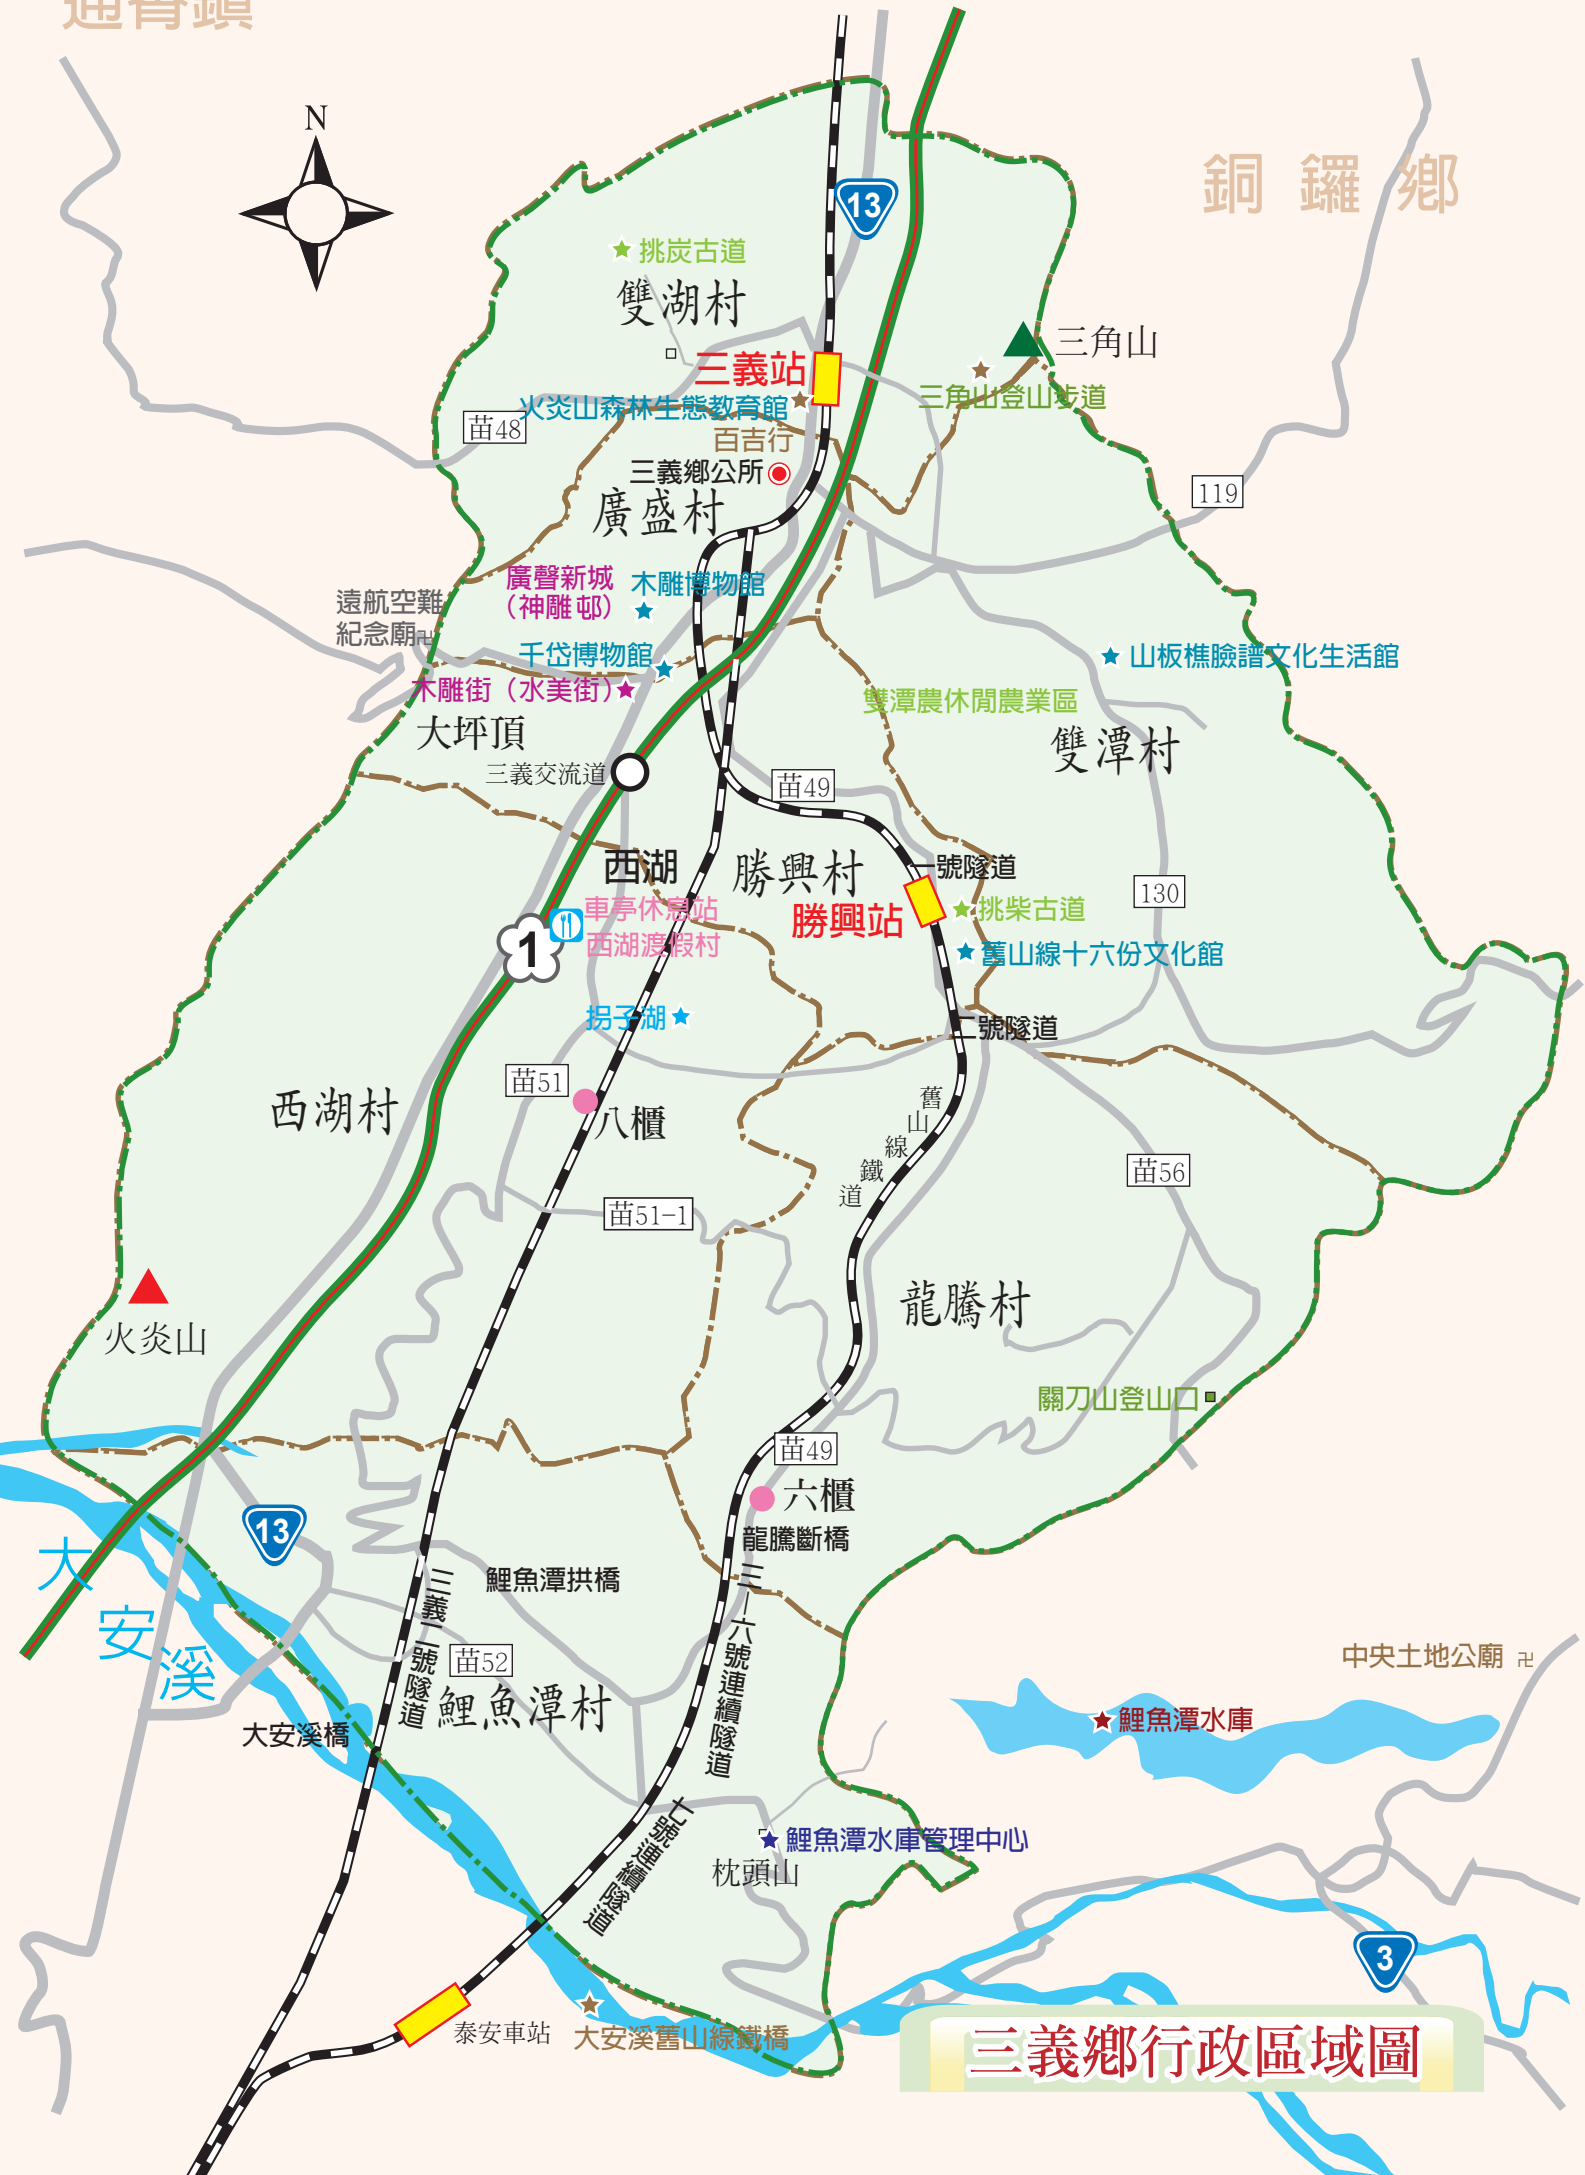 通霄鎮
N
銅鑼鄉
13
挑炭古道
雙湖村
三角山
三義站
三角山登山步道
火炎山森林生態教育館
苗48
百吉行
三義鄉公所
119
廣盛村
廣聲新城
(神雕邨)
木雕博物館
遠航空難
紀念廟卍
千岱博物館
山板樵臉譜文化生活館
木雕街(水美街)
雙潭農休閒農業區
大坪頂
雙潭村
三義交流道
苗49
西湖
勝興村
一號隧道
130
車亭休息站
勝興站
挑柴古道
1
西湖渡假村
舊山線十六份文化館
拐子湖
二號隧道
苗51
西湖村
八櫃
舊山線鐵道
苗56
苗51-1
龍騰村
火炎山
關刀山登山口
苗49
六櫃
13
龍騰斷橋
大安溪
鯉魚潭拱橋
三義二號隧道
三–六號連續隧道
苗52
中央土地公廟 卍
鯉魚潭村
鯉魚潭水庫
大安溪橋
七號連續隧道
鯉魚潭水庫管理中心
枕頭山
3
泰安車站
大安溪舊山線鐵橋
三義鄉行政區域圖